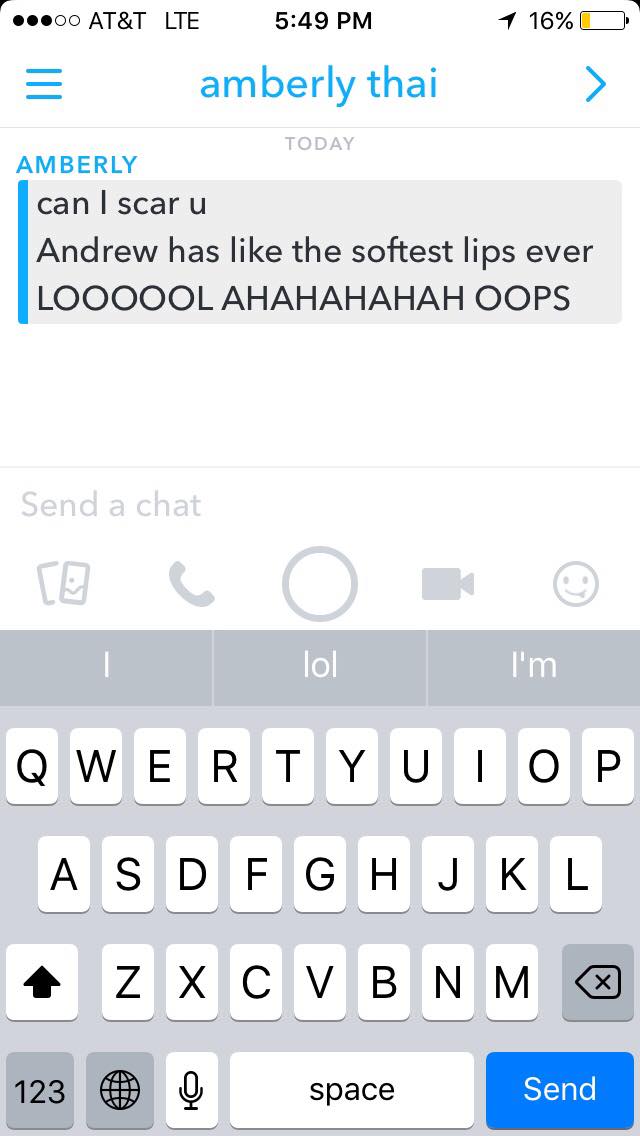 AT&T LTE 5:49 PM 16%
amberly thai
TODAY
AMBERLY
can I scar u
Andrew has like the softest lips ever
LOOOOOL AHAHAHAHAH OOPS
Send a chat
I lol I'm
Q W E R T Y U I O P
A S D F G H J K L
Z X C V B N M
123 space Send